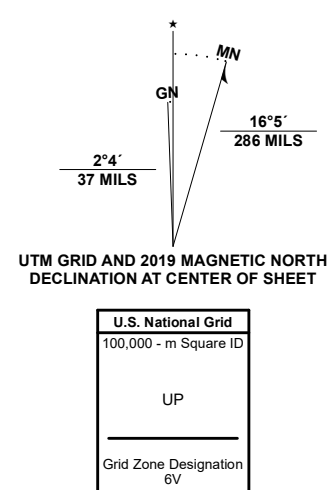 ★
MN
GN
16°5´
286 MILS
2°4´
37 MILS
UTM GRID AND 2019 MAGNETIC NORTH
DECLINATION AT CENTER OF SHEET
U.S. National Grid
100,000 - m Square ID
UP
Grid Zone Designation
6V